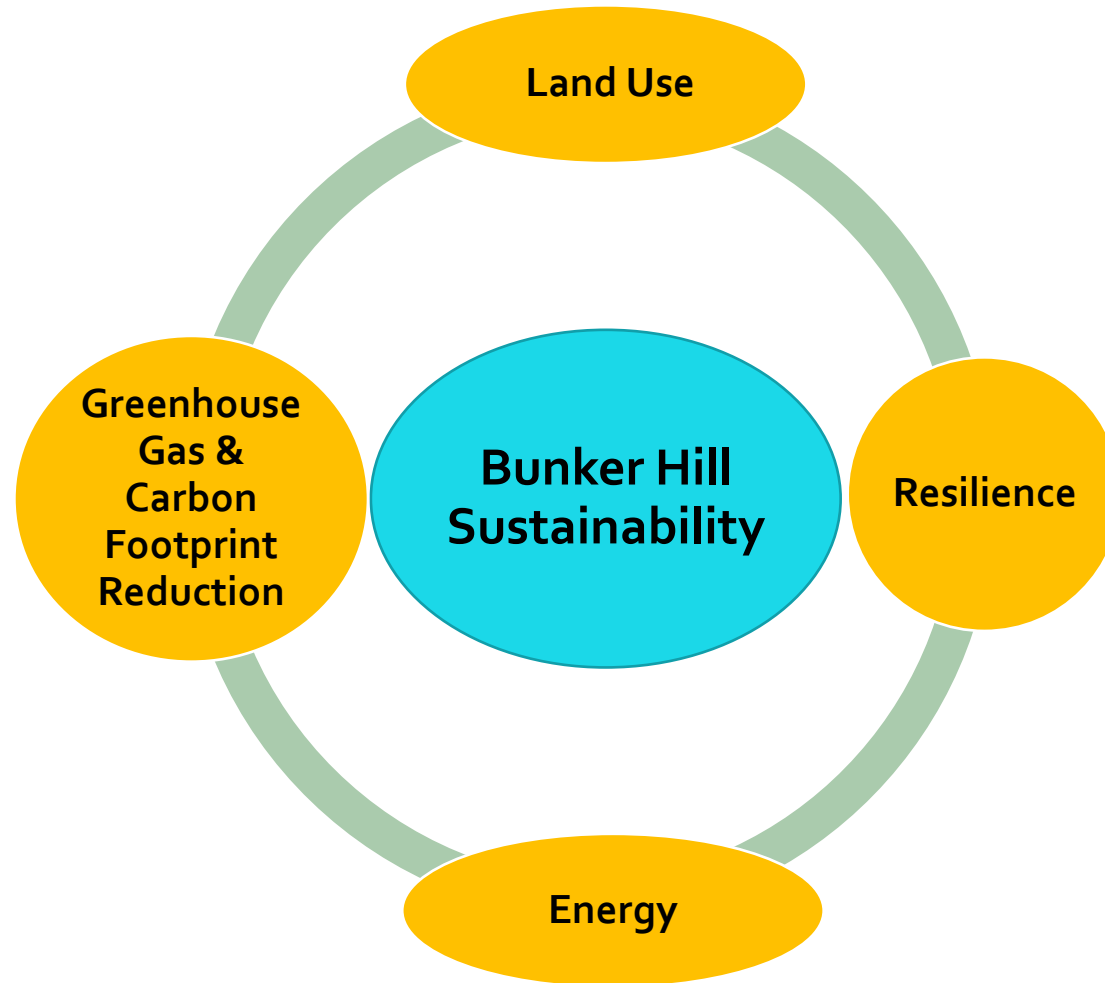 Land Use
Greenhouse
Gas &
Carbon
Footprint
Reduction
Bunker Hill
Sustainability
Resilience
Energy